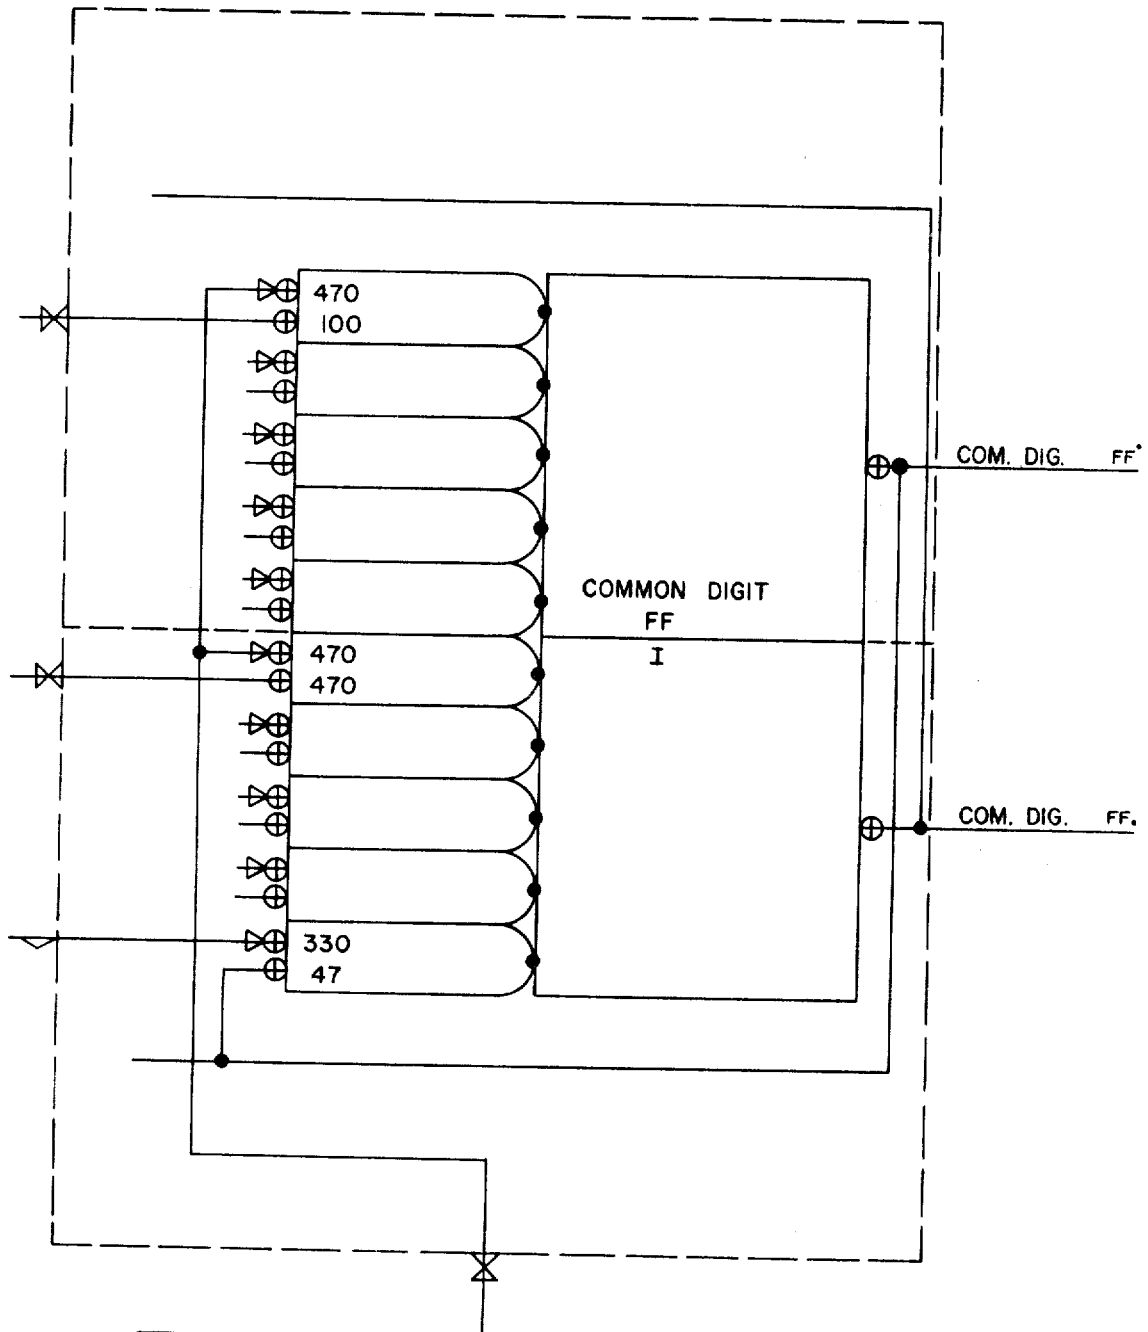 470
100
COM. DIG. FF•
COMMON DIGIT
FF
I
470
470
COM. DIG. FF.
330
47